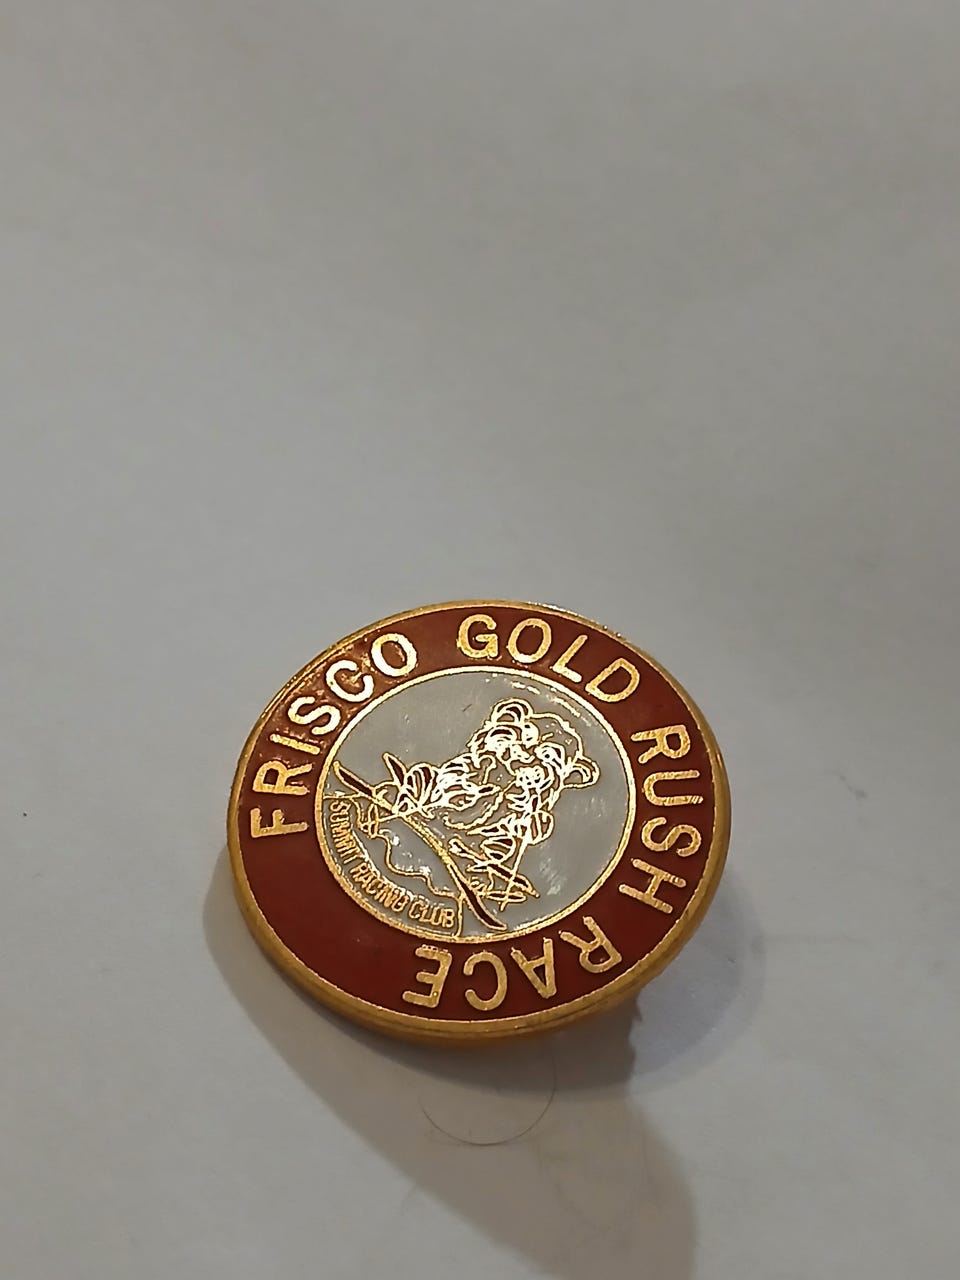 FRISCO GOLD RUSH RACE
SUMMIT RACING CLUB